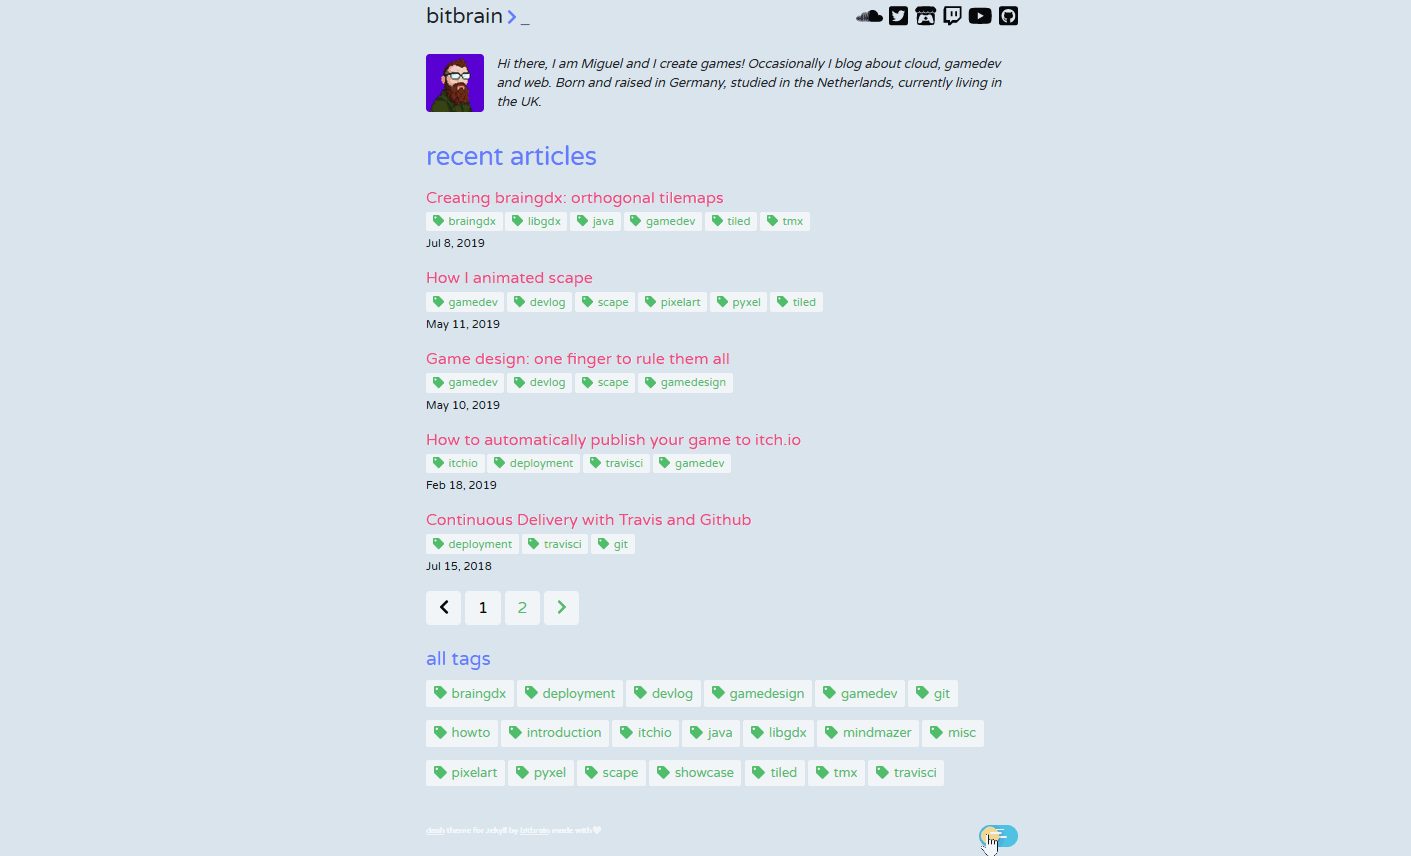 bitbrain > _
Hi there, I am Miguel and I create games! Occasionally I blog about cloud, gamedev
and web. Born and raised in Germany, studied in the Netherlands, currently living in
the UK.
recent articles
Creating braingdx: orthogonal tilemaps
braingdx libgdx java gamedev tiled tmx
Jul 8, 2019
How I animated scape
gamedev devlog scape pixelart pyxel tiled
May 11, 2019
Game design: one finger to rule them all
gamedev devlog scape gamedesign
May 10, 2019
How to automatically publish your game to itch.io
itchio deployment travisci gamedev
Feb 18, 2019
Continuous Delivery with Travis and Github
deployment travisci git
Jul 15, 2018
1 2
all tags
braingdx deployment devlog gamedesign gamedev git
howto introduction itchio java libgdx mindmazer misc
pixelart pyxel scape showcase tiled tmx travisci
dash theme for Jekyll by bitbrain made with